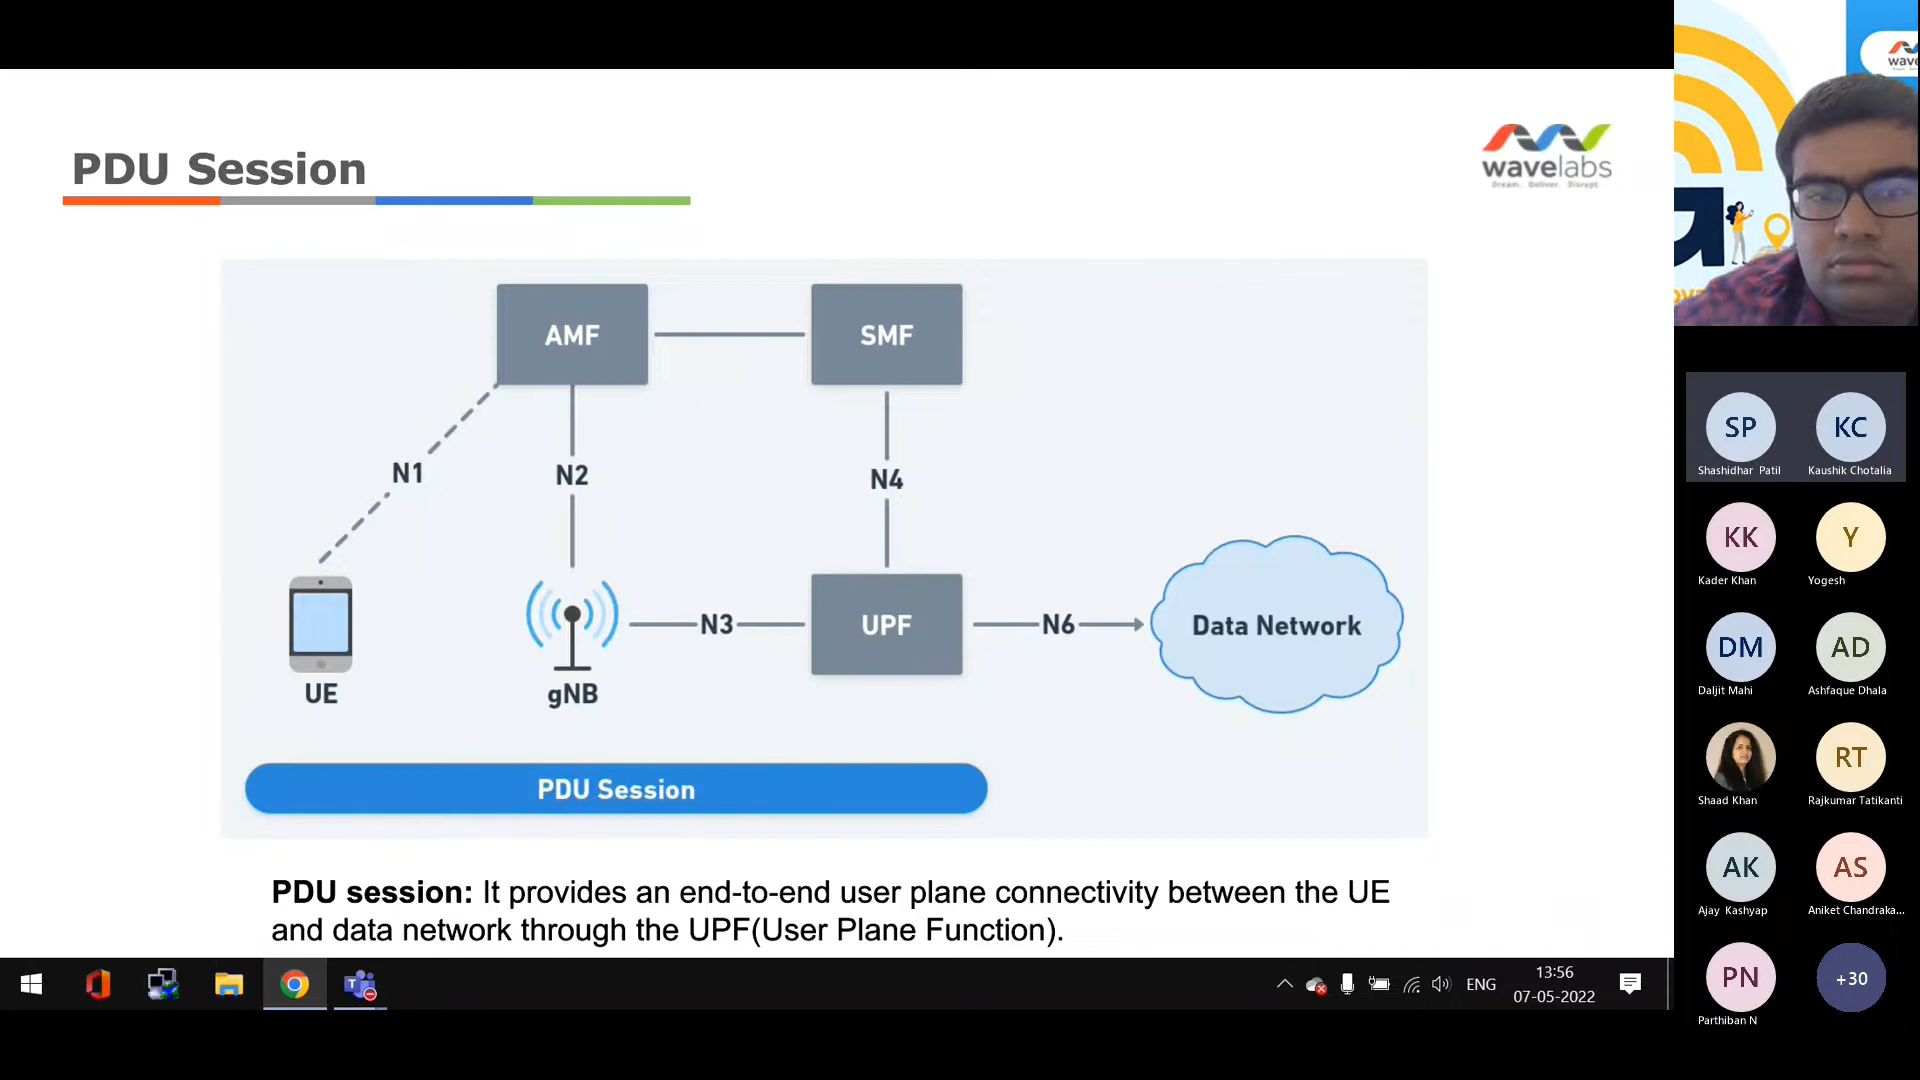 PDU Session
wavelabs
Dream. Deliver. Disrupt.
AMF
SMF
N1
N2
N4
N3
UPF
N6
Data Network
UE
gNB
PDU Session
PDU session: It provides an end-to-end user plane connectivity between the UE
and data network through the UPF(User Plane Function).
ENG
13:56
07-05-2022
wave
SP
KC
Shashidhar Patil
Kaushik Chotalia
KK
Y
Kader Khan
Yogesh
DM
AD
Daljit Mahi
Ashfaque Dhala
RT
Shaad Khan
Rajkumar Tatikanti
AK
AS
Ajay Kashyap
Aniket Chandraka...
PN
+30
Parthiban N